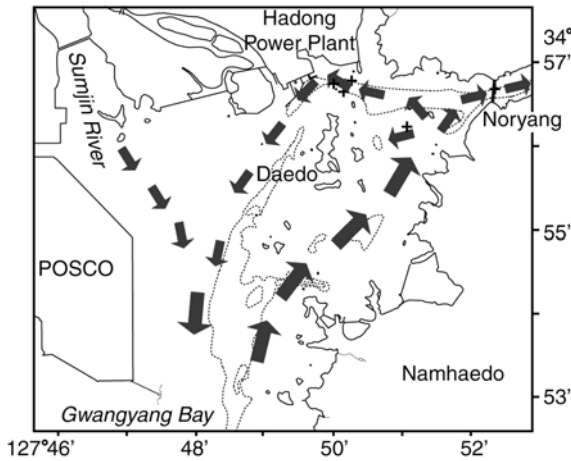 Hadong
Power Plant
34°
57'
Sumjin River
Noryang
Daedo
55'
POSCO
Namhaedo
Gwangyang Bay
53'
127°46' 48' 50' 52'